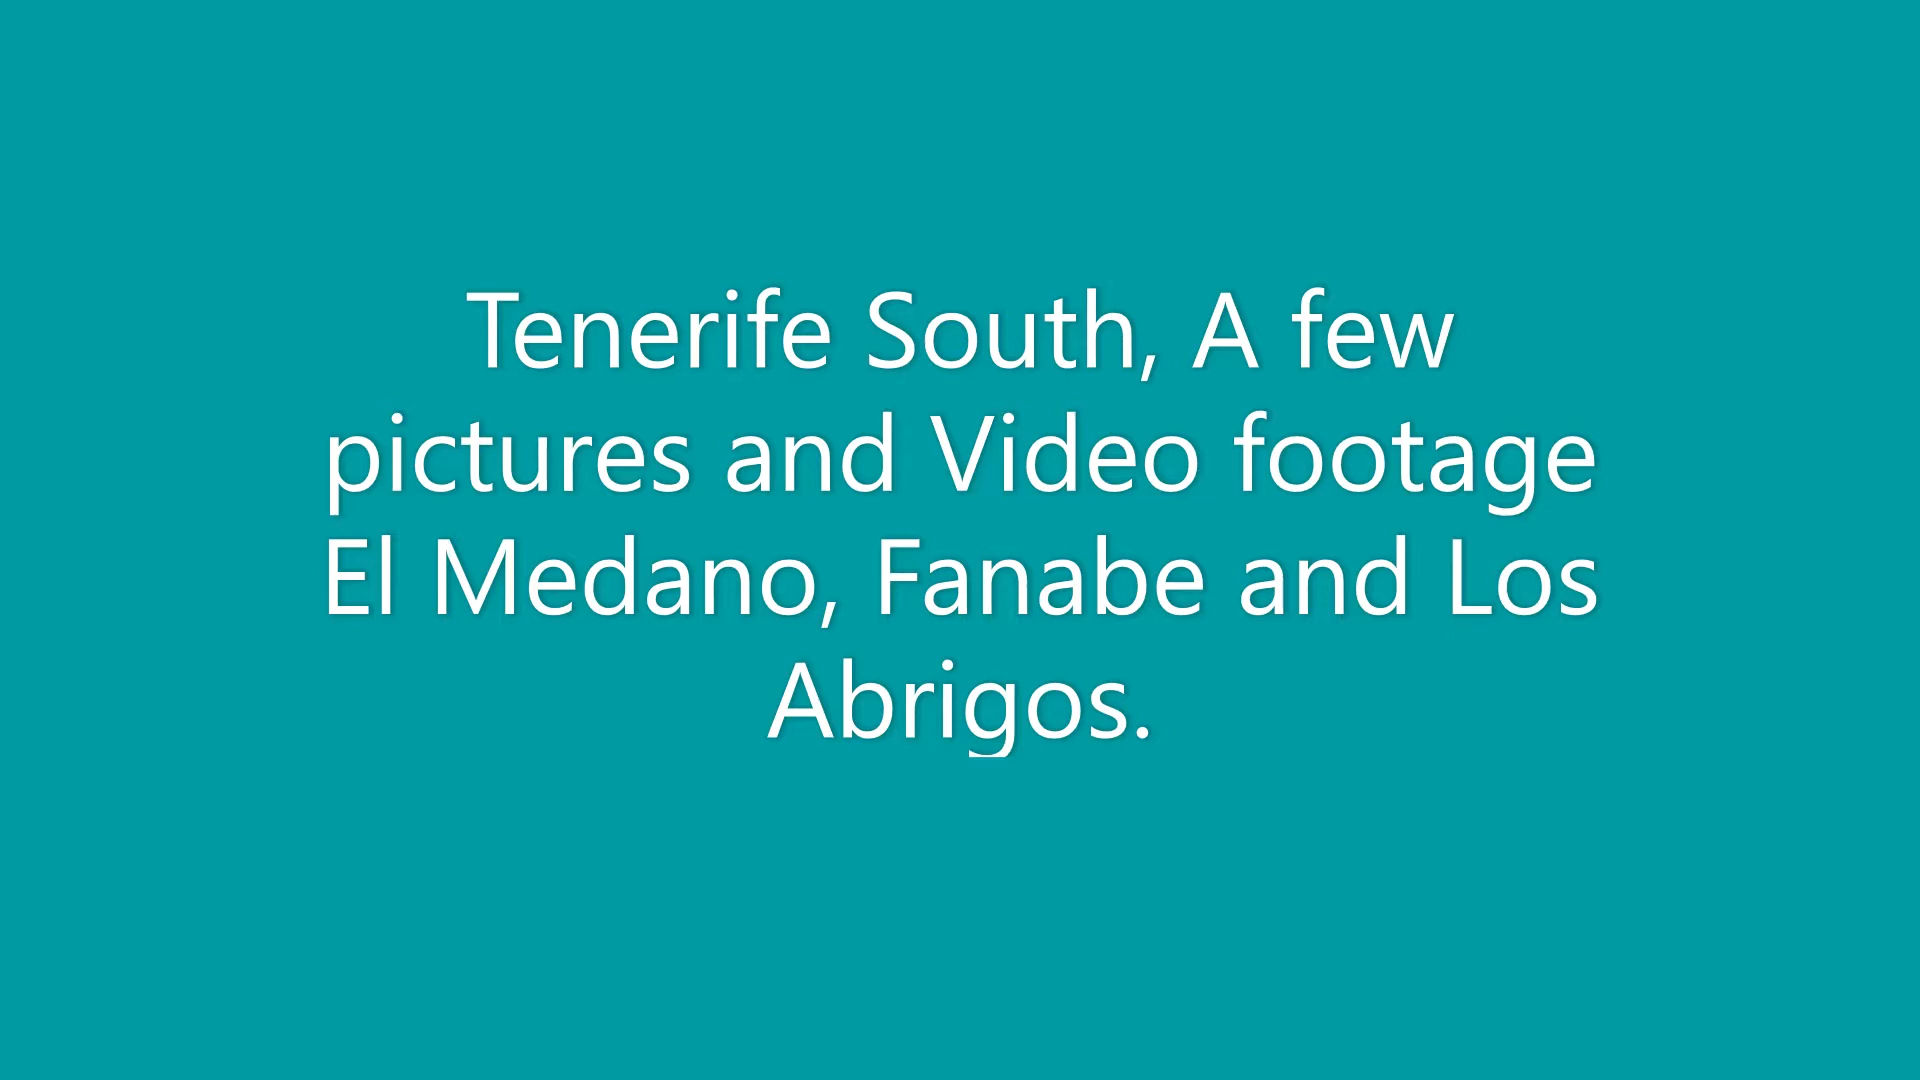 Tenerife South, A few
pictures and Video footage
El Medano, Fanabe and Los
Abrigos.